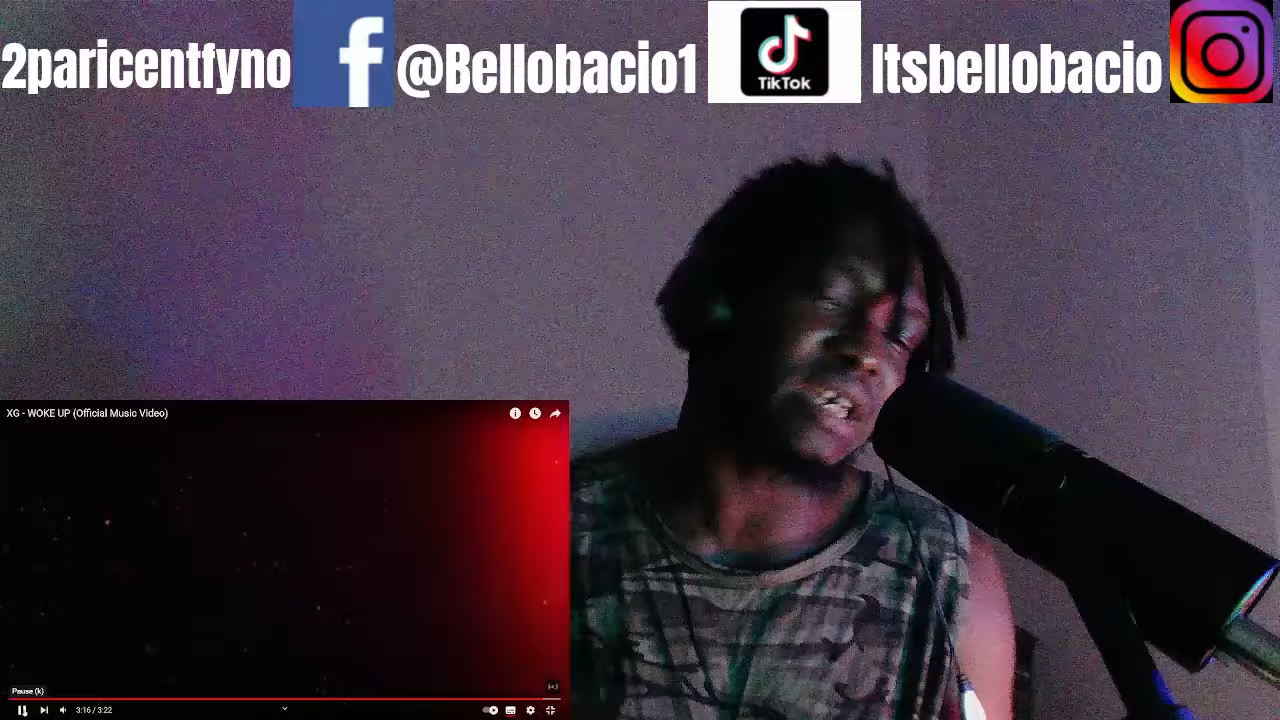 2paricentfyno
f
@Bellobacio1
TikTok
Itsbellobacio
XG - WOKE UP (Official Music Video)
Pause (k)
3:16 / 3:22